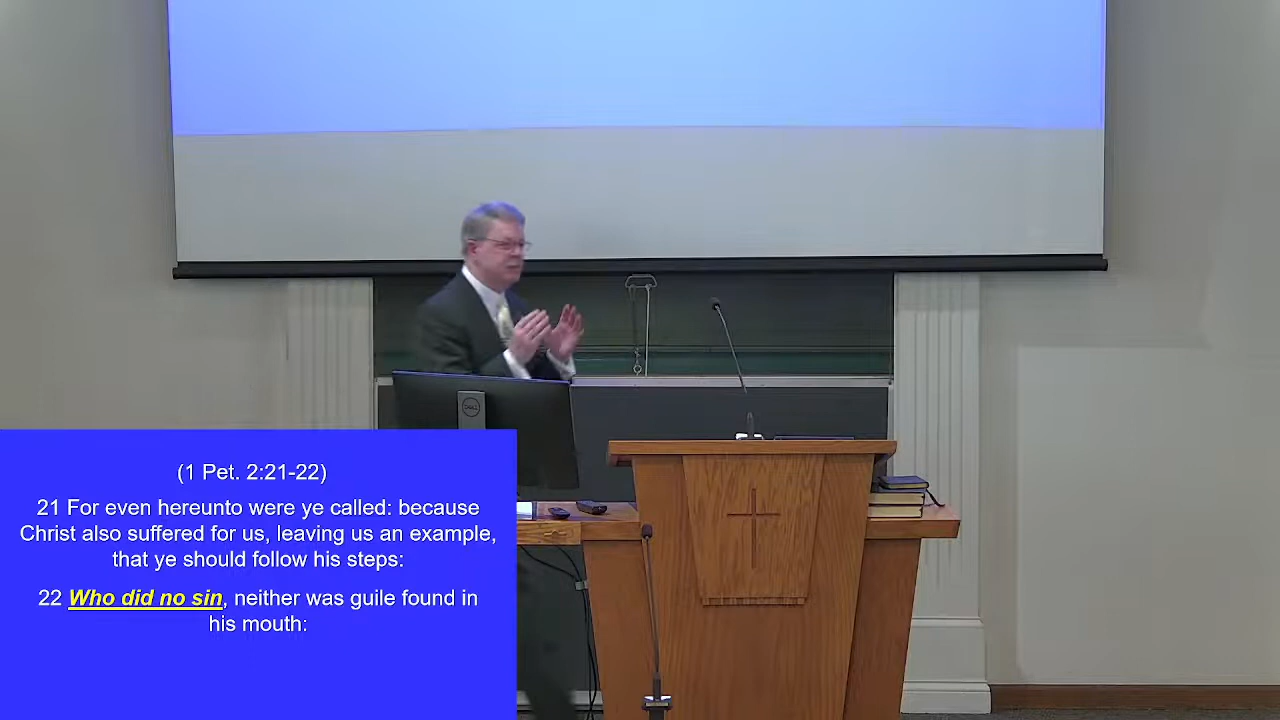 DELL
(1 Pet. 2:21-22)
21 For even hereunto were ye called: because
Christ also suffered for us, leaving us an example,
that ye should follow his steps:
22 Who did no sin, neither was guile found in
his mouth: